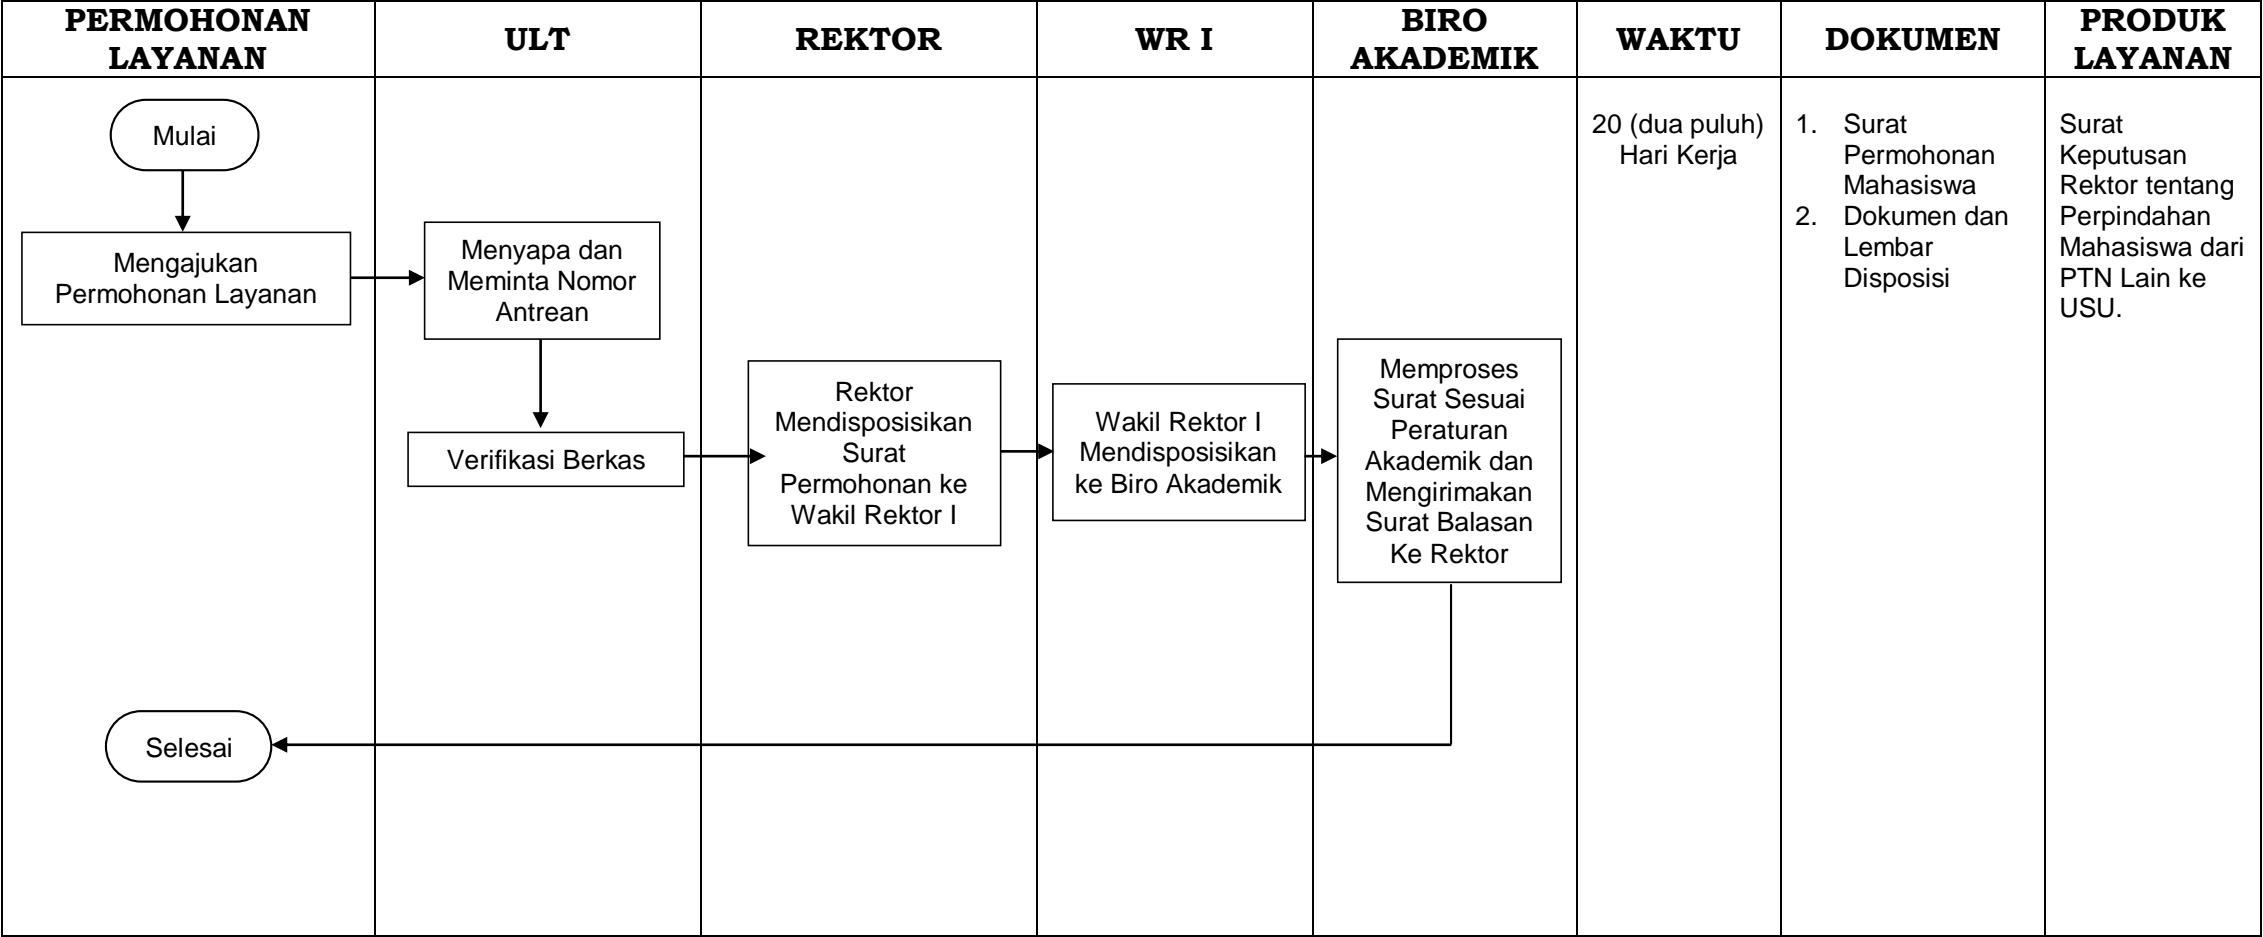 PERMOHONAN
LAYANAN
ULT
REKTOR
WR I
BIRO
AKADEMIK
WAKTU
DOKUMEN
PRODUK
LAYANAN
Mulai
Mengajukan
Permohonan Layanan
Selesai
Menyapa dan
Meminta Nomor
Antrean
Verifikasi Berkas
Rektor
Mendisposisikan
Surat
Permohonan ke
Wakil Rektor I
Wakil Rektor I
Mendisposisikan
ke Biro Akademik
Memproses
Surat Sesuai
Peraturan
Akademik dan
Mengirimakan
Surat Balasan
Ke Rektor
20 (dua puluh)
Hari Kerja
1. Surat
Permohonan
Mahasiswa
2. Dokumen dan
Lembar
Disposisi
Surat
Keputusan
Rektor tentang
Perpindahan
Mahasiswa dari
PTN Lain ke
USU.